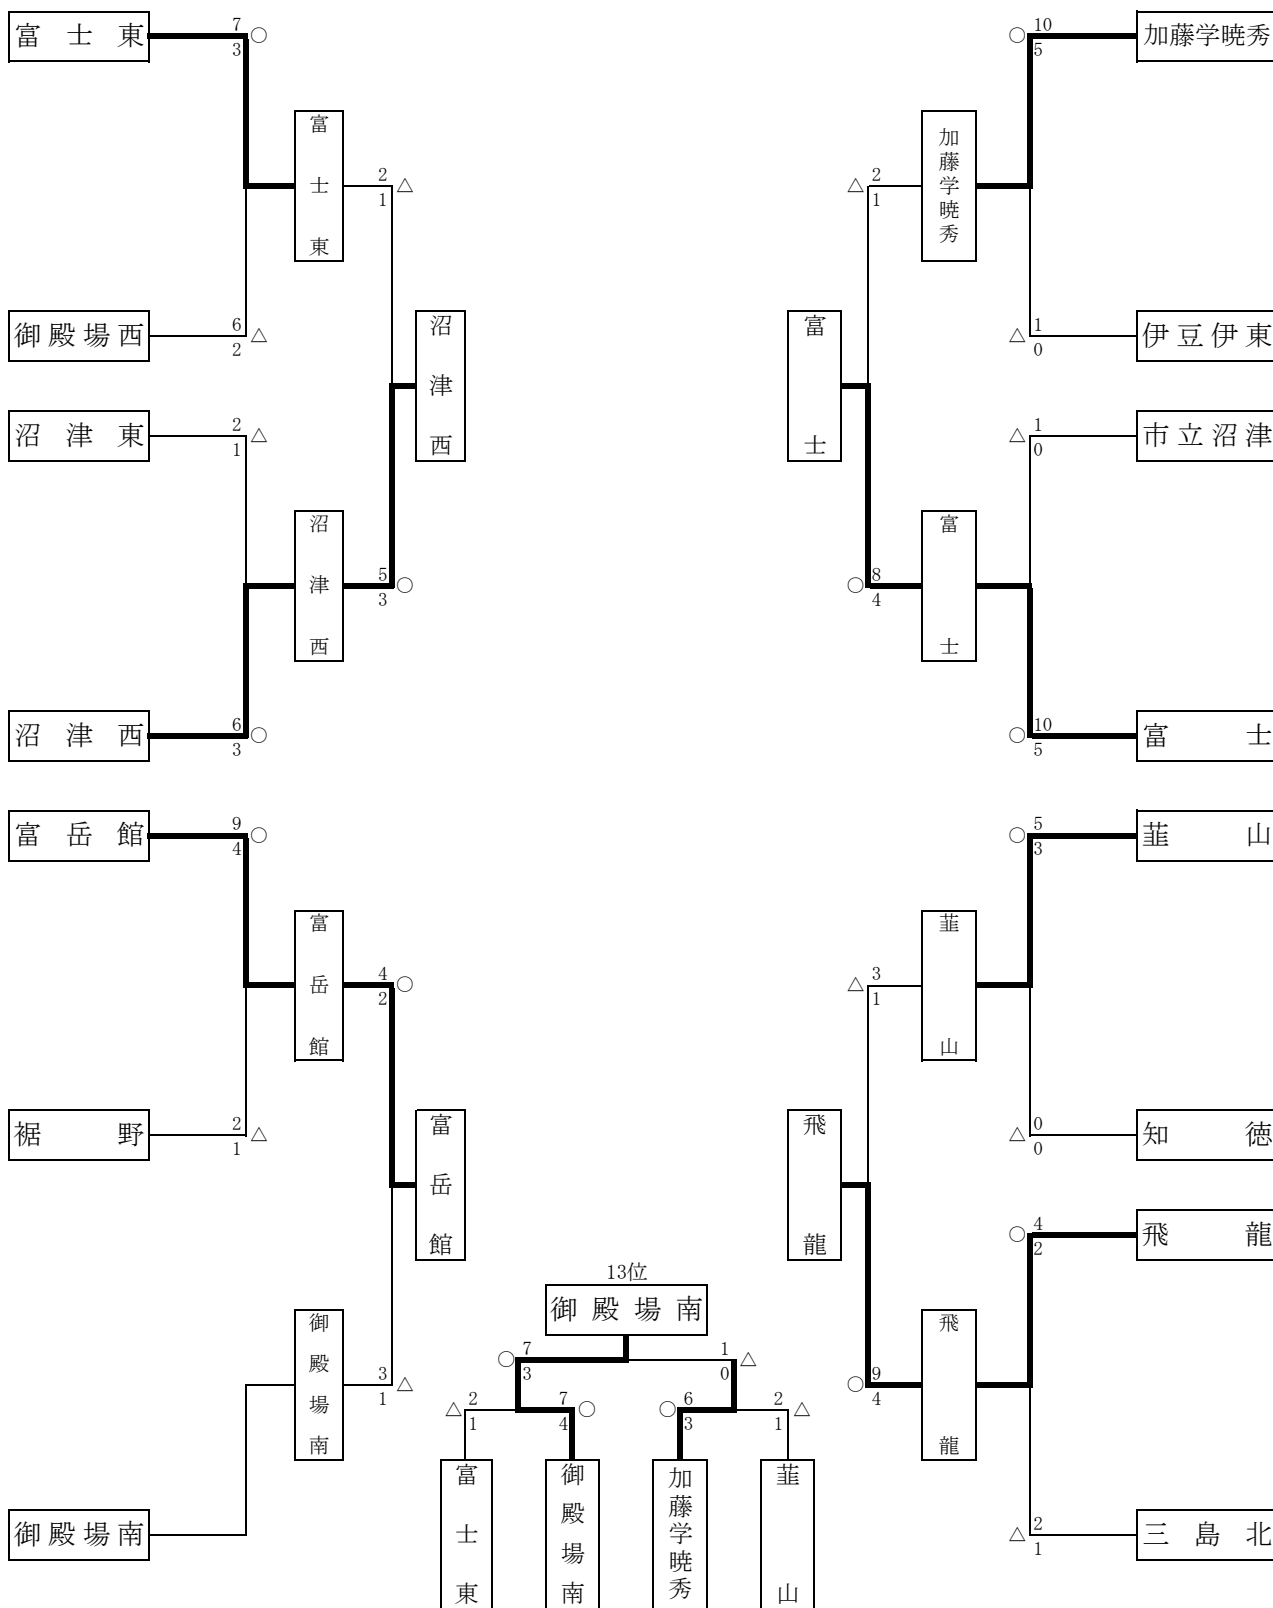 富士東
7
3 ○
○ 10
5
加藤学暁秀
富士東
2
1 △
△ 2
1
加藤学暁秀
御殿場西
6
2 △
沼津西
富士
△ 1
0
伊豆伊東
沼津東
2
1 △
△ 1
0
市立沼津
沼津西
5
3 ○
○ 8
4
富士
沼津西
6
3 ○
○ 10
5
富士
富岳館
9
4 ○
○ 5
3
韮山
富岳館
4
2 ○
△ 3
1
韮山
裾野
2
1 △
富岳館
飛龍
△ 0
0
知徳
○ 4
2
飛龍
13位
御殿場南
御殿場南
3
1 △
○ 7
3
1
0 △
○ 9
4
飛龍
△ 2
1
7
4 ○
○ 6
3
2
1 △
富士東
御殿場南
加藤学暁秀
韮山
御殿場南
△ 2
1
三島北